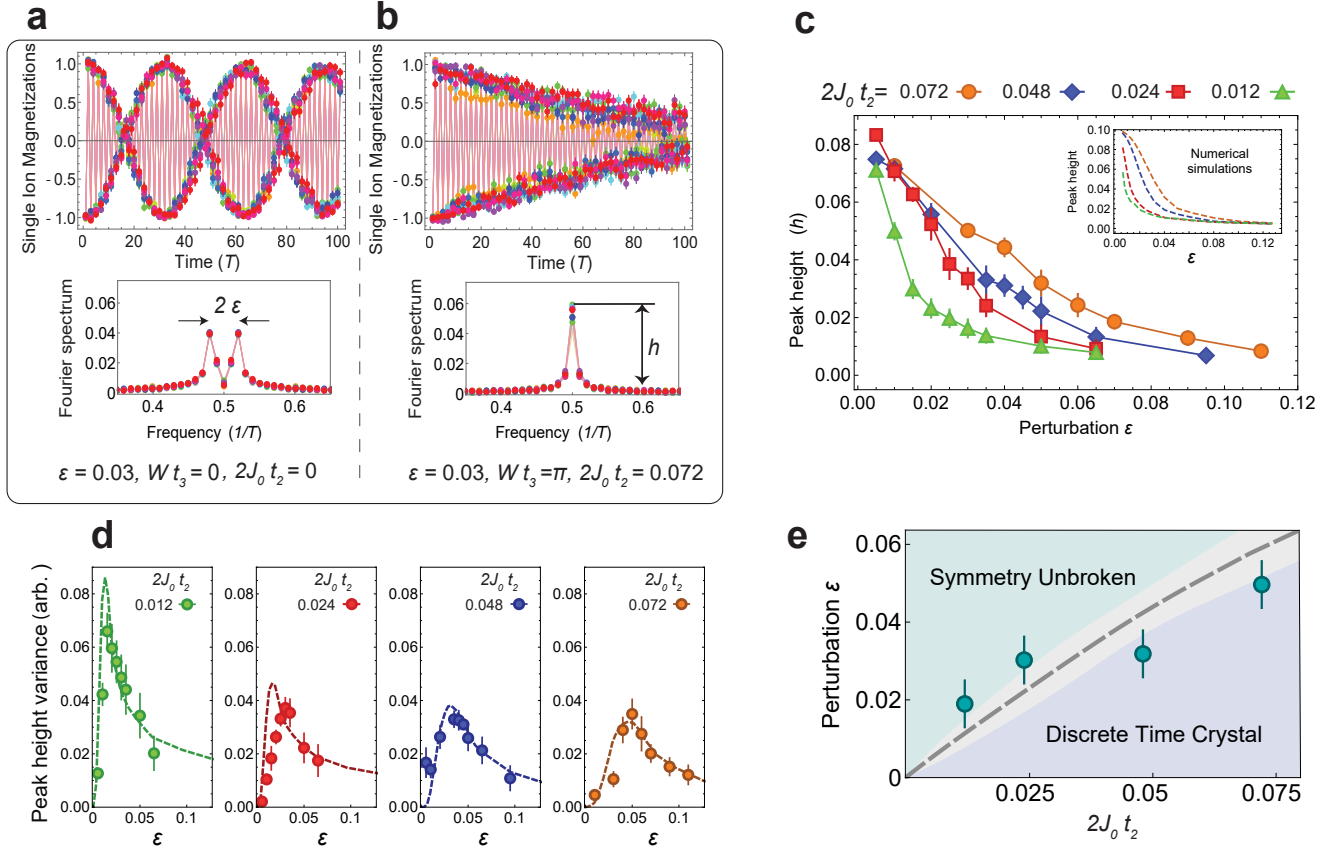 a
Single Ion Magnetizations
1.0
0.5
0.0
- 0.5
- 1.0
0 20 40 60 80 100
Time (T)
Fourier spectrum
0.06
0.04
0.02
0
2 ε
0.4 0.5 0.6
Frequency (1/T)
ε = 0.03, W t3 = 0, 2J0 t2 = 0
b
Single Ion Magnetizations
1.0
0.5
0.0
- 0.5
- 1.0
0 20 40 60 80 100
Time (T)
Fourier spectrum
0.06
0.04
0.02
0
h
0.4 0.5 0.6
Frequency (1/T)
ε = 0.03, W t3 =π, 2J0 t2 = 0.072
c
2J0 t2= 0.072 0.048 0.024 0.012
Peak height (h)
0.08
0.06
0.04
0.02
0.00
0.00 0.02 0.04 0.06 0.08 0.10 0.12
Perturbation ε
Numerical
simulations
Peak height
0.10
0.08
0.06
0.04
0.02
0.00
0.00 0.04 0.08 0.12
ε
d
Peak height variance (arb. )
0.08
0.06
0.04
0.02
0.00
2J0 t2
0.012
0 0.05 0.1
ε
0.08
0.06
0.04
0.02
0.00
2J0 t2
0.024
0 0.05 0.1
ε
0.08
0.06
0.04
0.02
0.00
2J0 t2
0.048
0 0.05 0.1
ε
0.08
0.06
0.04
0.02
0.00
2J0 t2
0.072
0 0.05 0.1
ε
e
Perturbation ε
0.06
0.04
0.02
0
Symmetry Unbroken
Discrete Time Crystal
0.025 0.05 0.075
2J0 t2